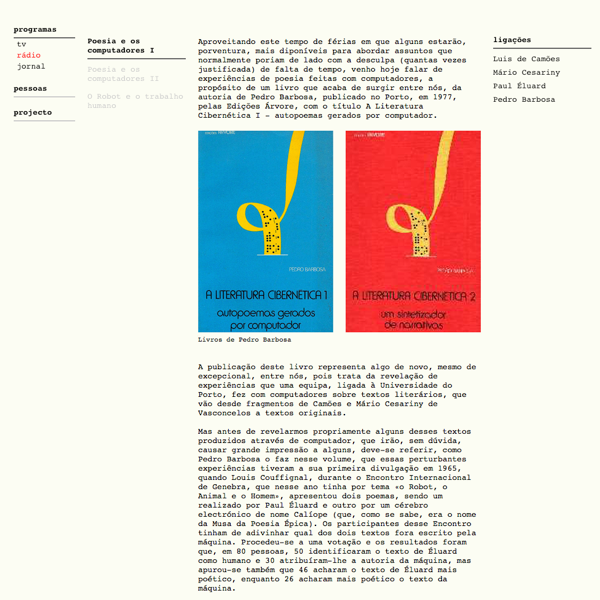 programas
tv
rádio
jornal
pessoas
projecto
Poesia e os
computadores I
Poesia e os
computadores II
O Robot e o trabalho
humano
Aproveitando este tempo de férias em que alguns estarão,
porventura, mais diponíveis para abordar assuntos que
normalmente poriam de lado com a desculpa (quantas vezes
justificada) de falta de tempo, venho hoje falar de
experiências de poesia feitas com computadores, a
propósito de um livro que acaba de surgir entre nós, da
autoria de Pedro Barbosa, publicado no Porto, em 1977,
pelas Edições Árvore, com o título A Literatura
Cibernética I - autopoemas gerados por computador.
PEDRO BARBOSA
A LITERATURA CIBERNÉTICA 1
autopoemas gerados
por computador
PEDRO BARBOSA
A LITERATURA CIBERNÉTICA 2
um sintetizador
de narrativos
Livros de Pedro Barbosa
A publicação deste livro representa algo de novo, mesmo de
excepcional, entre nós, pois trata da revelação de
experiências que uma equipa, ligada à Universidade do
Porto, fez com computadores sobre textos literários, que
vão desde fragmentos de Camões e Mário Cesariny de
Vasconcelos a textos originais.
Mas antes de revelarmos propriamente alguns desses textos
produzidos através de computador, que irão, sem dúvida,
causar grande impressão a alguns, deve-se referir, como
Pedro Barbosa o faz nesse volume, que essas perturbantes
experiências tiveram a sua primeira divulgação em 1965,
quando Louis Couffignal, durante o Encontro Internacional
de Genebra, que nesse ano tinha por tema «o Robot, o
Animal e o Homem», apresentou dois poemas, sendo um
realizado por Paul Éluard e outro por um cérebro
electrónico de nome Calíope (que, como se sabe, era o nome
da Musa da Poesia Épica). Os participantes desse Encontro
tinham de adivinhar qual dos dois textos fora escrito pela
máquina. Procedeu-se a uma votação e os resultados foram
que, em 80 pessoas, 50 identificaram o texto de Éluard
como humano e 30 atribuíram-lhe a autoria da máquina, mas
apurou-se também que 46 acharam o texto de Éluard mais
poético, enquanto 26 acharam mais poético o texto da
máquina.
ligações
Luis de Camões
Mário Cesariny
Paul Éluard
Pedro Barbosa